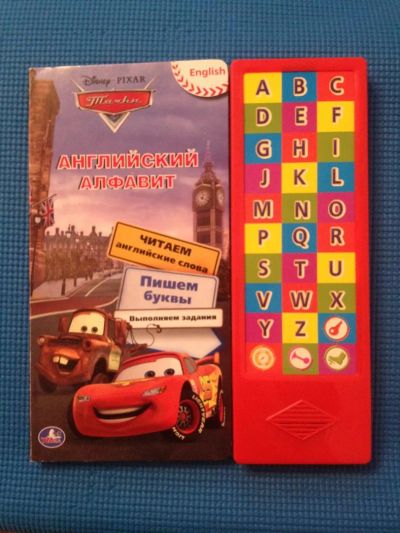 Disney · PIXAR
Тачки
English
АНГЛИЙСКИЙ
АЛФАВИТ
ЧИТАЕМ
английские слова
Пишем
буквы
Выполняем задания
A B C
D E F
G H I
J K L
M N O
P Q R
S T U
V W X
Y Z